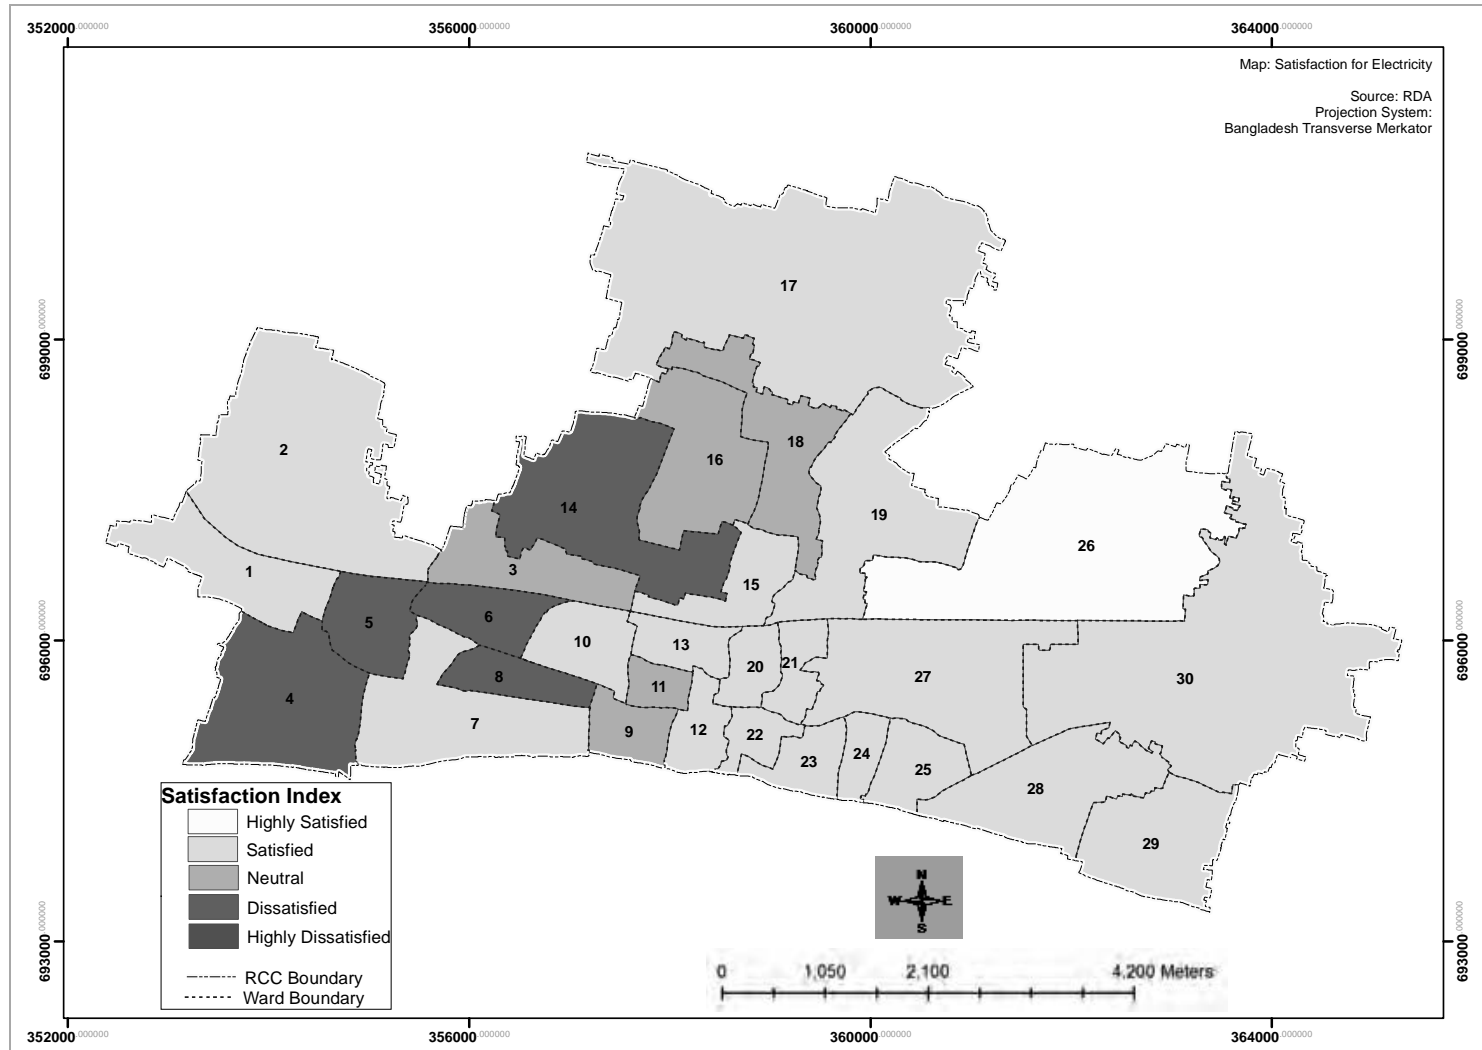 352000.000000 356000.000000 360000.000000 364000.000000
Map: Satisfaction for Electricity
Source: RDA
Projection System:
Bangladesh Transverse Merkator
699000.000000
699000.000000
696000.000000
696000.000000
693000.000000
693000.000000
17
2
18
16
14
19
26
3
1
15
5
6
10
13
20
21
27
30
8
11
4
7
9
12
22
23
24
25
28
29
Satisfaction Index
Highly Satisfied
Satisfied
Neutral
Dissatisfied
Highly Dissatisfied
RCC Boundary
Ward Boundary
N
W E
S
0 1,050 2,100 4,200 Meters
352000.000000 356000.000000 360000.000000 364000.000000